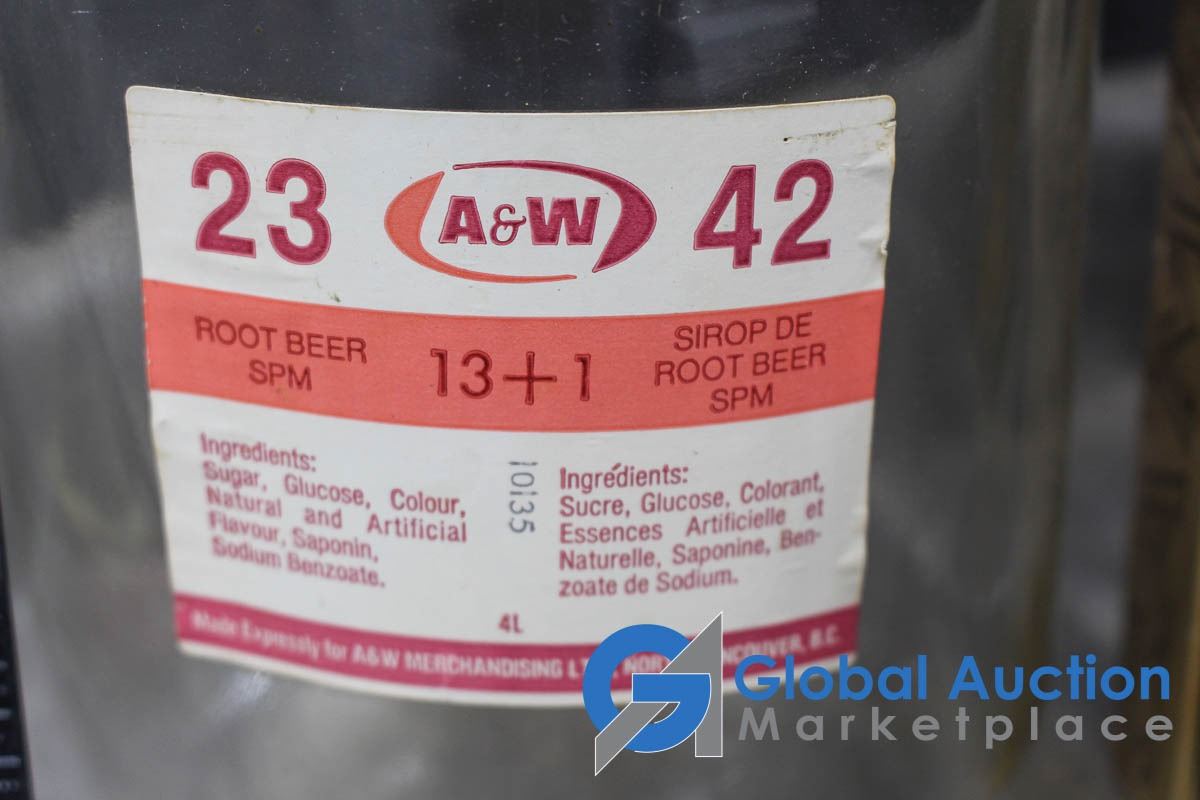 23 A&W 42
ROOT BEER
SPM
13+1
SIROP DE
ROOT BEER
SPM
Ingredients:
Sugar, Glucose, Colour,
Natural and Artificial
Flavour, Saponin,
Sodium Benzoate.
10135
Ingrédients:
Sucre, Glucose, Colorant,
Essences Artificielle et
Naturelle, Saponine, Ben-
zoate de Sodium.
4L
Made Expressly for A&W MERCHANDISING B.C.
Global Auction
Marketplace